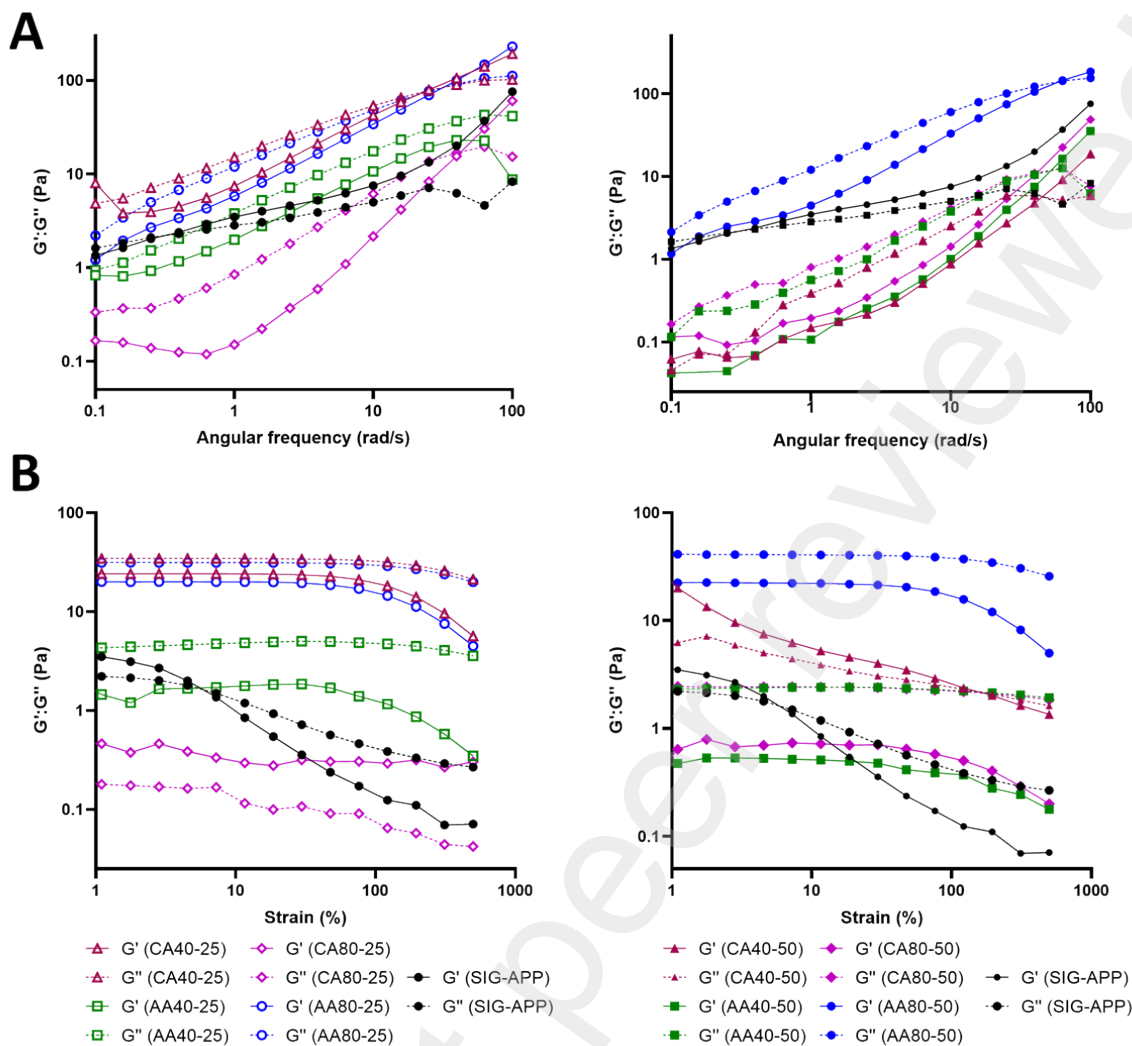 A
G':G'' (Pa)
100
10
1
0.1
0.1 1 10 100
Angular frequency (rad/s)
G':G'' (Pa)
100
10
1
0.1
0.1 1 10 100
Angular frequency (rad/s)
B
G':G'' (Pa)
100
10
1
0.1
1 10 100 1000
Strain (%)
G':G'' (Pa)
100
10
1
0.1
1 10 100 1000
Strain (%)
G' (CA40-25) G' (CA80-25)
G'' (CA40-25) G'' (CA80-25) G' (SIG-APP)
G' (AA40-25) G' (AA80-25) G'' (SIG-APP)
G'' (AA40-25) G'' (AA80-25)
G' (CA40-50) G' (CA80-50)
G'' (CA40-50) G'' (CA80-50) G' (SIG-APP)
G' (AA40-50) G' (AA80-50) G'' (SIG-APP)
G'' (AA40-50) G'' (AA80-50)
t peer reviewed